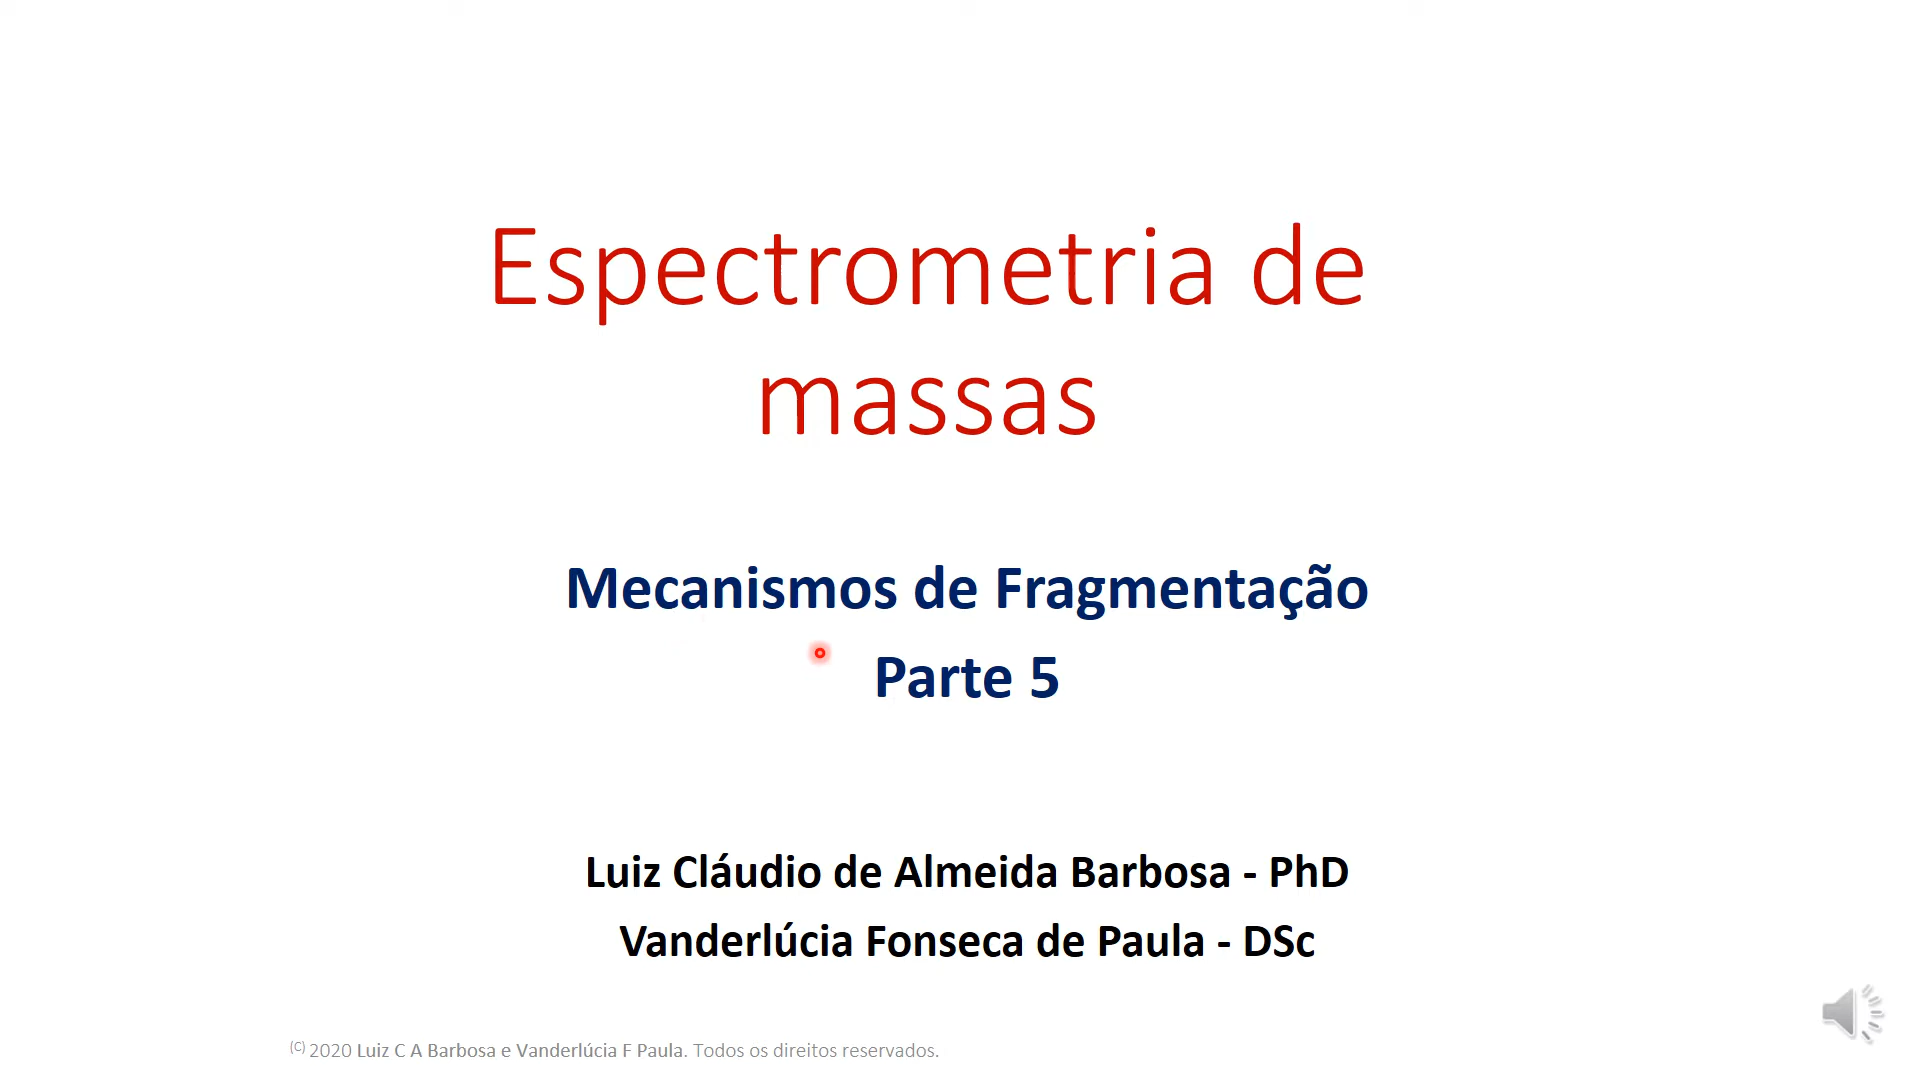 Espectrometria de
massas
Mecanismos de Fragmentação
Parte 5
Luiz Cláudio de Almeida Barbosa - PhD
Vanderlúcia Fonseca de Paula - DSc
(C) 2020 Luiz C A Barbosa e Vanderlúcia F Paula. Todos os direitos reservados.